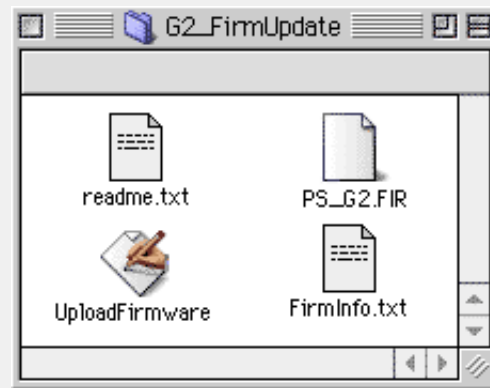 G2_FirmUpdate
readme.txt
PS_G2.FIR
UploadFirmware
FirmInfo.txt